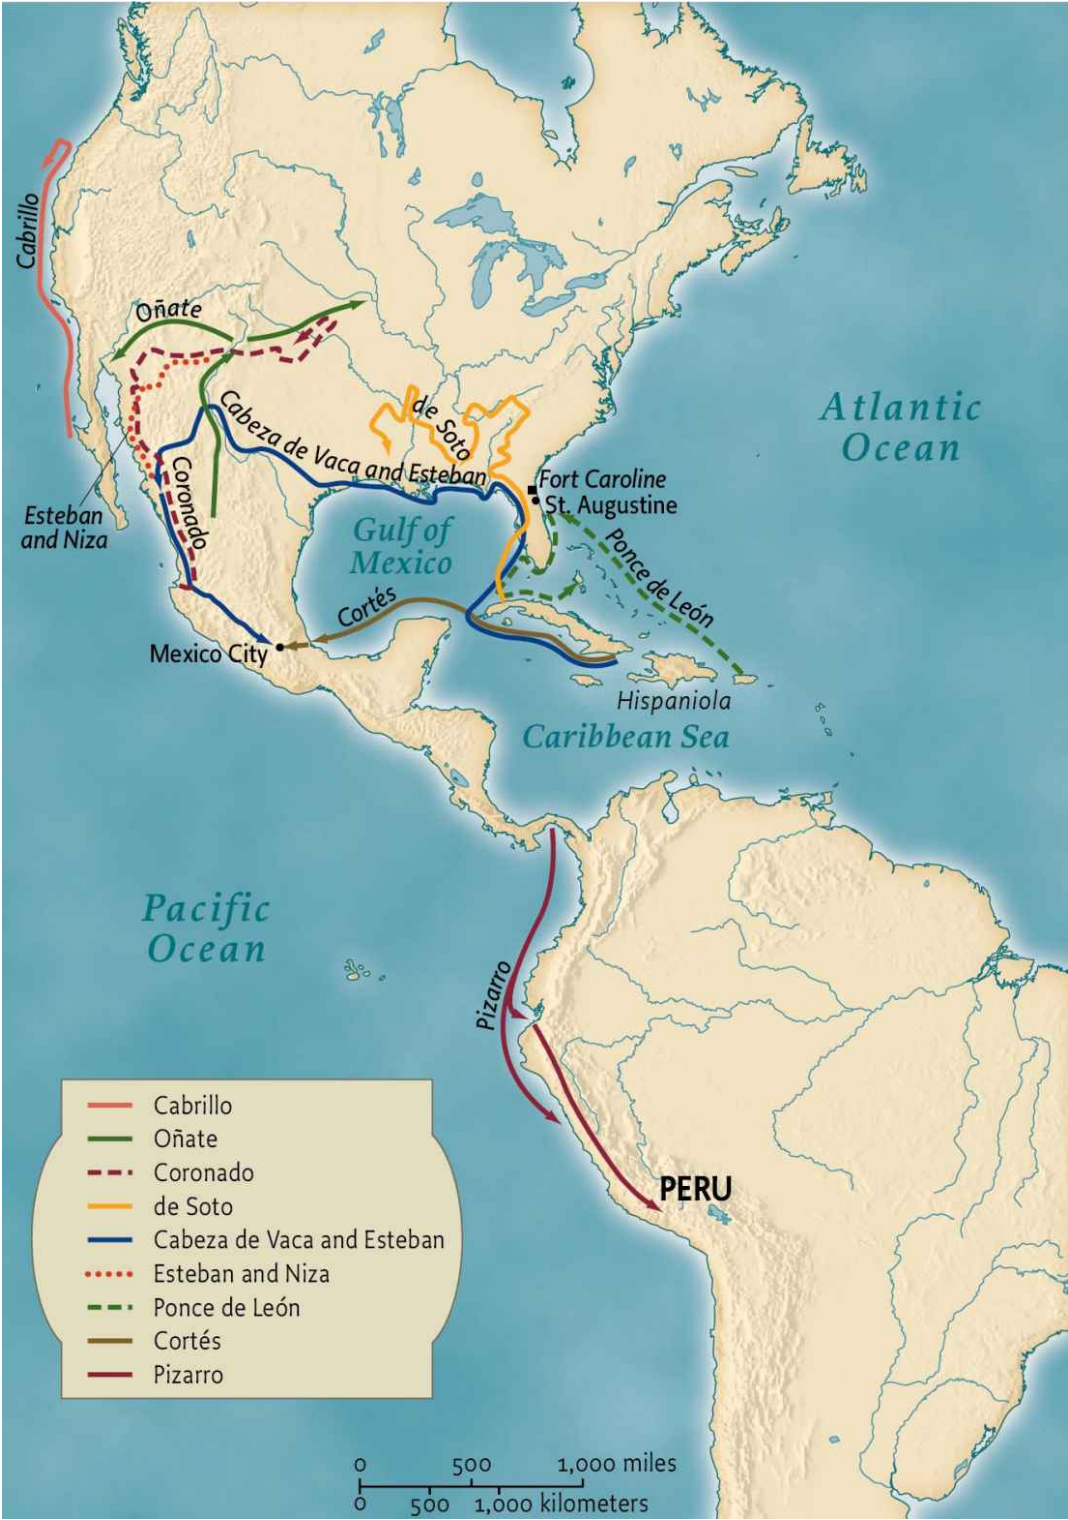 Cabrillo
Oñate
Coronado
Esteban
and Niza
Cabeza de Vaca and Esteban
de Soto
Fort Caroline
St. Augustine
Atlantic
Ocean
Gulf of
Mexico
Ponce de León
Cortés
Mexico City
Hispaniola
Caribbean Sea
Pacific
Ocean
Pizarro
PERU
Cabrillo
Oñate
Coronado
de Soto
Cabeza de Vaca and Esteban
Esteban and Niza
Ponce de León
Cortés
Pizarro
0 500 1,000 miles
0 500 1,000 kilometers